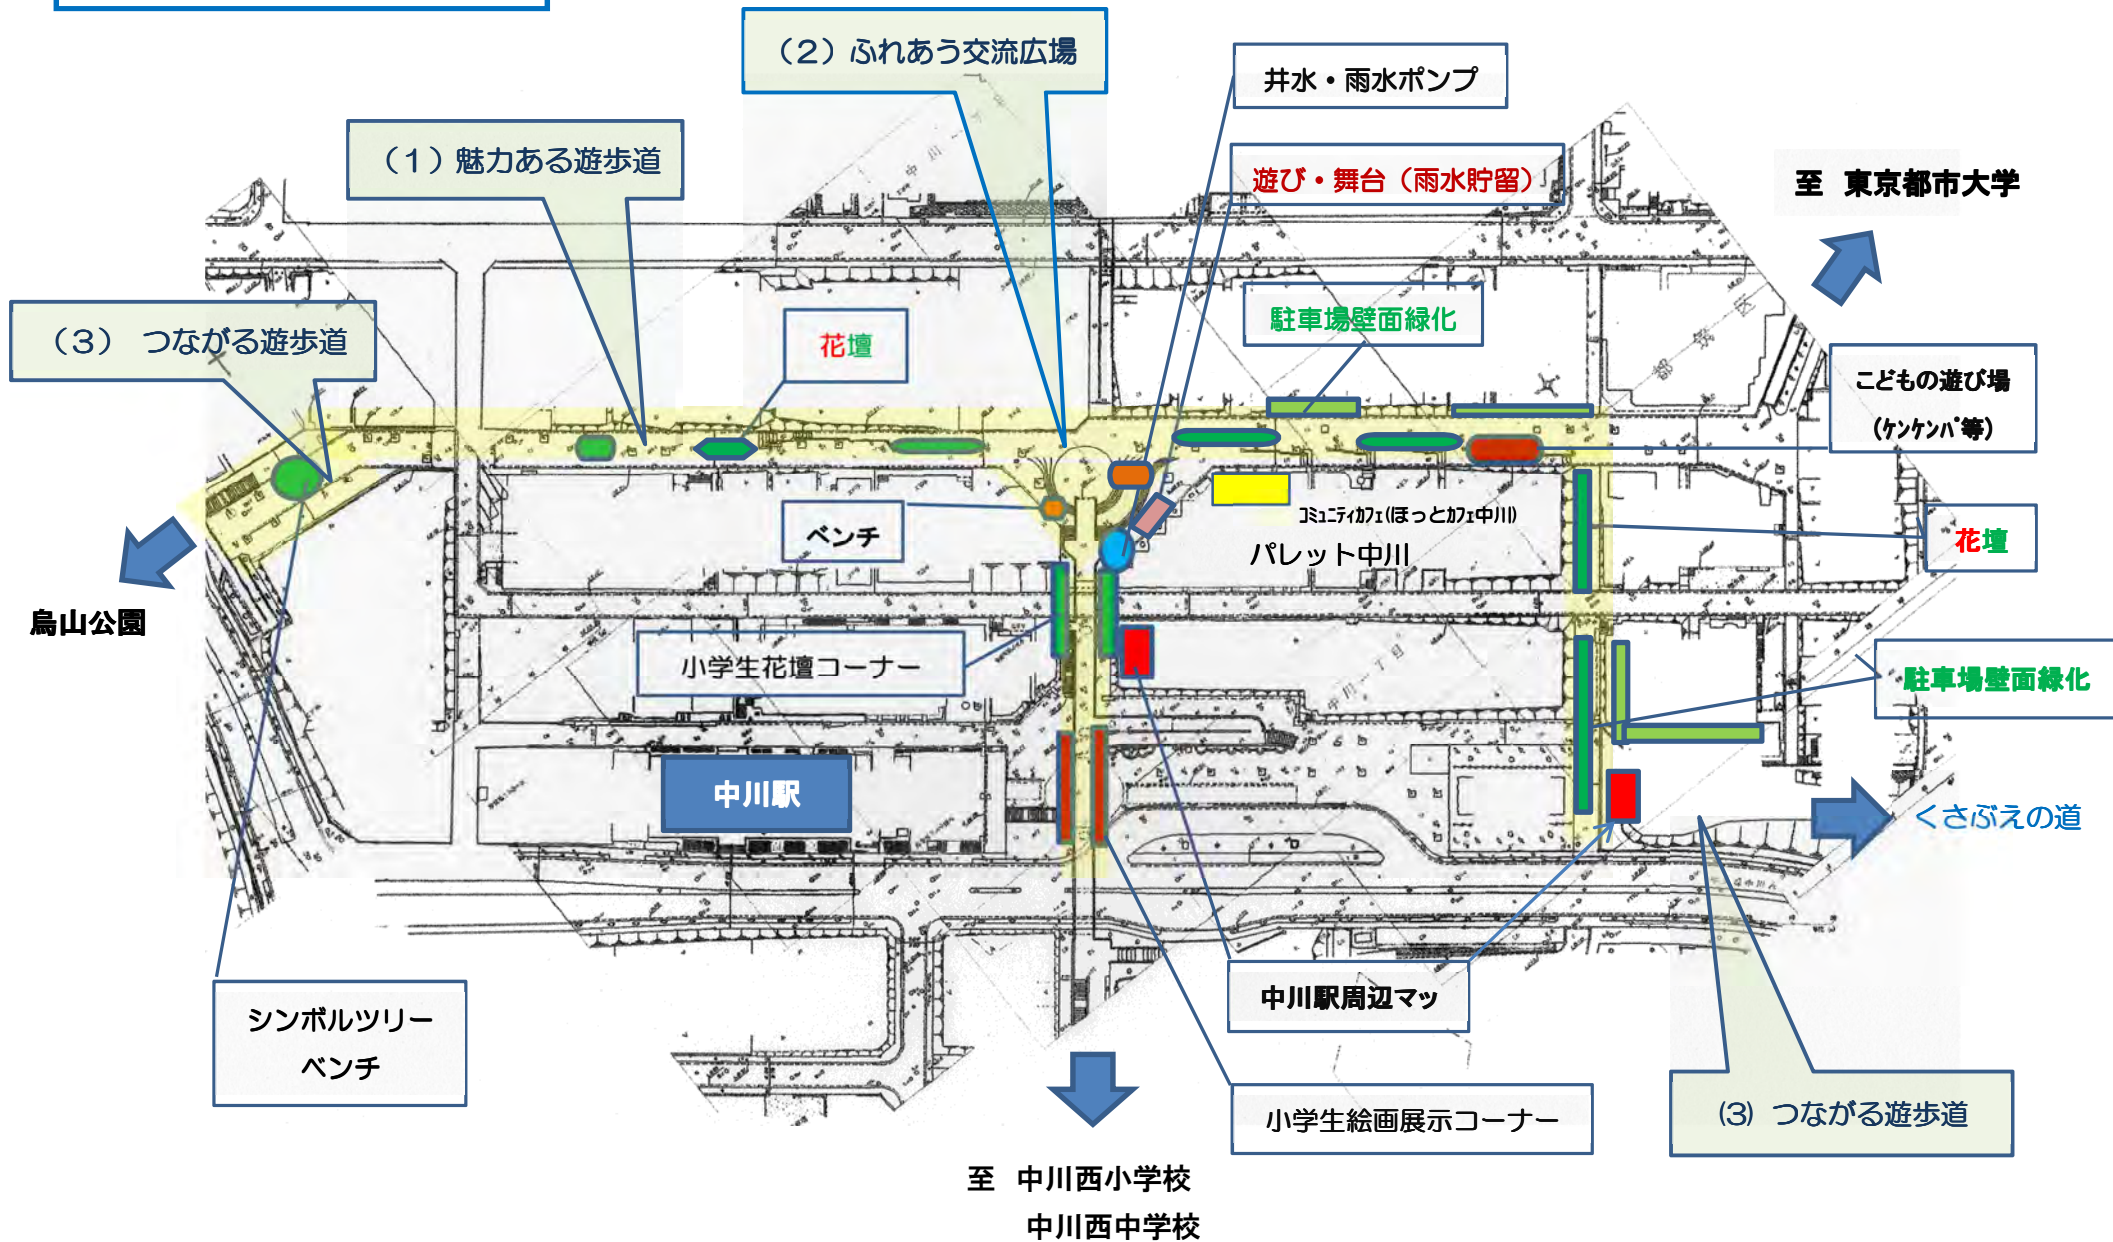 （2）ふれあう交流広場
井水・雨水ポンプ
（1）魅力ある遊歩道
遊び・舞台（雨水貯留）
至　東京都市大学
（3）　つながる遊歩道
花壇
駐車場壁面緑化
こどもの遊び場
(ケンケンパ等)
ベンチ
コミュニティカフェ(ほっとカフェ中川)
パレット中川
花壇
烏山公園
小学生花壇コーナー
駐車場壁面緑化
中川駅
くさぶえの道
シンボルツリー
ベンチ
中川駅周辺マッ
小学生絵画展示コーナー
(3)　つながる遊歩道
至　中川西小学校
中川西中学校